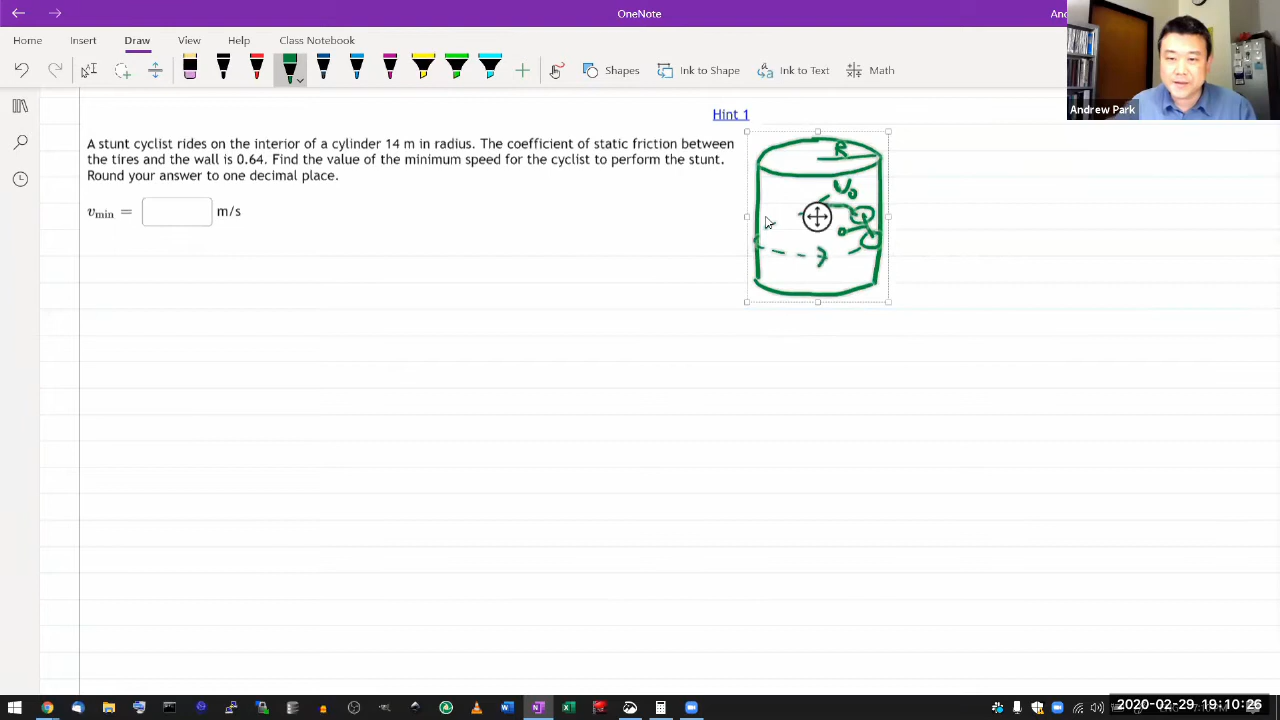 OneNote
And
Home Insert Draw View Help Class Notebook
Shapes Ink to Shape Ink to Text Math
Andrew Park
Hint 1
A stunt cyclist rides on the interior of a cylinder 14 m in radius. The coefficient of static friction between
the tires and the wall is 0.64. Find the value of the minimum speed for the cyclist to perform the stunt.
Round your answer to one decimal place.
v min = m/s
R
v₀
2020-02-29 19:10:26